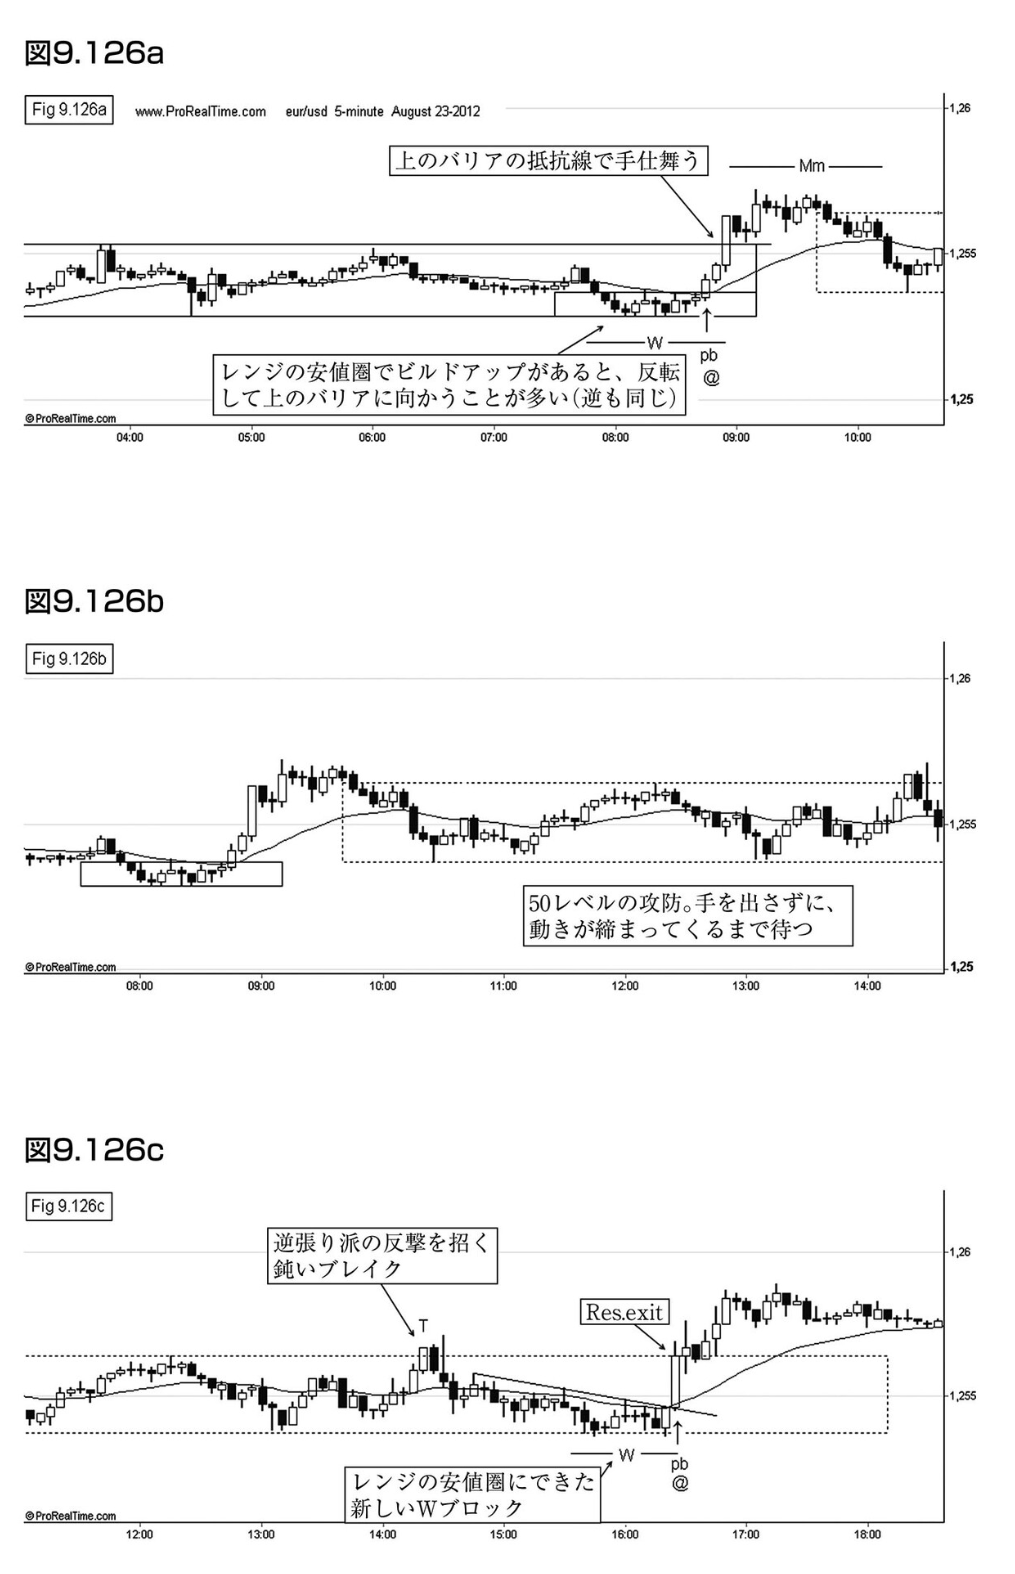 図9.126a
Fig 9.126a www.ProRealTime.com eur/usd 5-minute August 23-2012
1,26
上のバリアの抵抗線で手仕舞う
Mm
1,255
W
pb
@
レンジの安値圏でビルドアップがあると、反転
して上のバリアに向かうことが多い(逆も同じ)
1,25
©ProRealTime.com
04:00 05:00 06:00 07:00 08:00 09:00 10:00
図9.126b
Fig 9.126b
1,26
1,255
50レベルの攻防。手を出さずに、
動きが締まってくるまで待つ
1,25
©ProRealTime.com
08:00 09:00 10:00 11:00 12:00 13:00 14:00
図9.126c
Fig 9.126c
逆張り派の反撃を招く
鈍いブレイク
1,26
Res.exit
T
1,255
W
pb
@
レンジの安値圏にできた
新しいWブロック
©ProRealTime.com
12:00 13:00 14:00 15:00 16:00 17:00 18:00